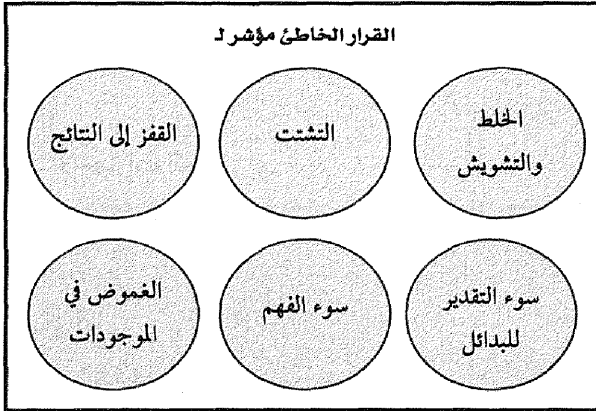 القرار الخاطئ مؤشر لـ
الخلط
والتشويش
التشتت
القفز إلى النتائج
سوء التقدير
للبدائل
سوء الفهم
الغموض في
الموجودات